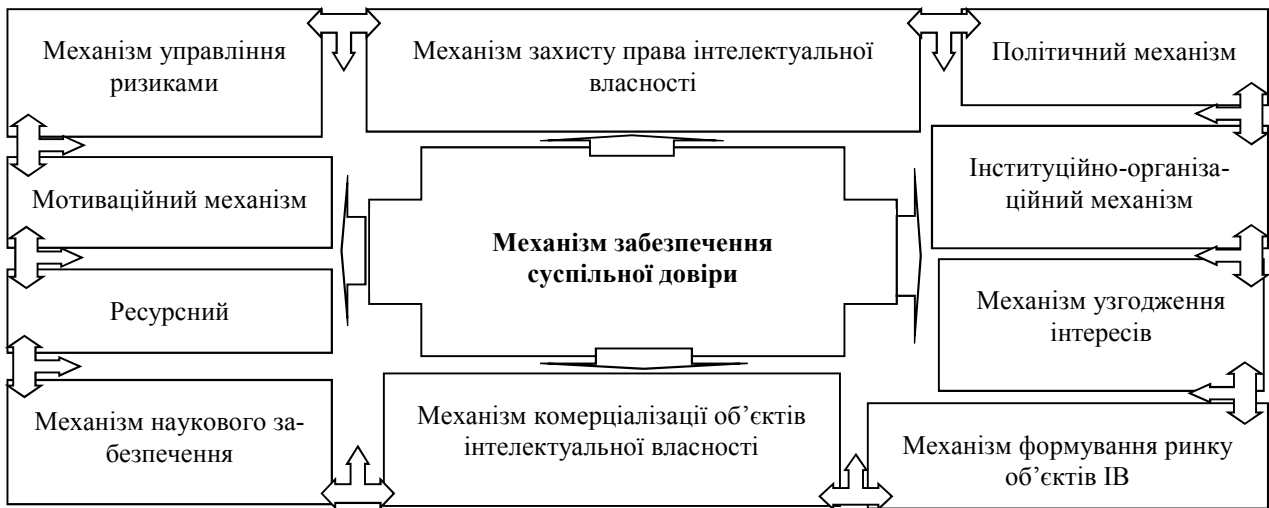 Механізм управління
ризиками
Механізм захисту права інтелектуальної
власності
Політичний механізм
Мотиваційний механізм
Інституційно-організа-
ційний механізм
Механізм забезпечення
суспільної довіри
Ресурсний
Механізм узгодження
інтересів
Механізм наукового за-
безпечення
Механізм комерціалізації об’єктів
інтелектуальної власності
Механізм формування ринку
об’єктів ІВ